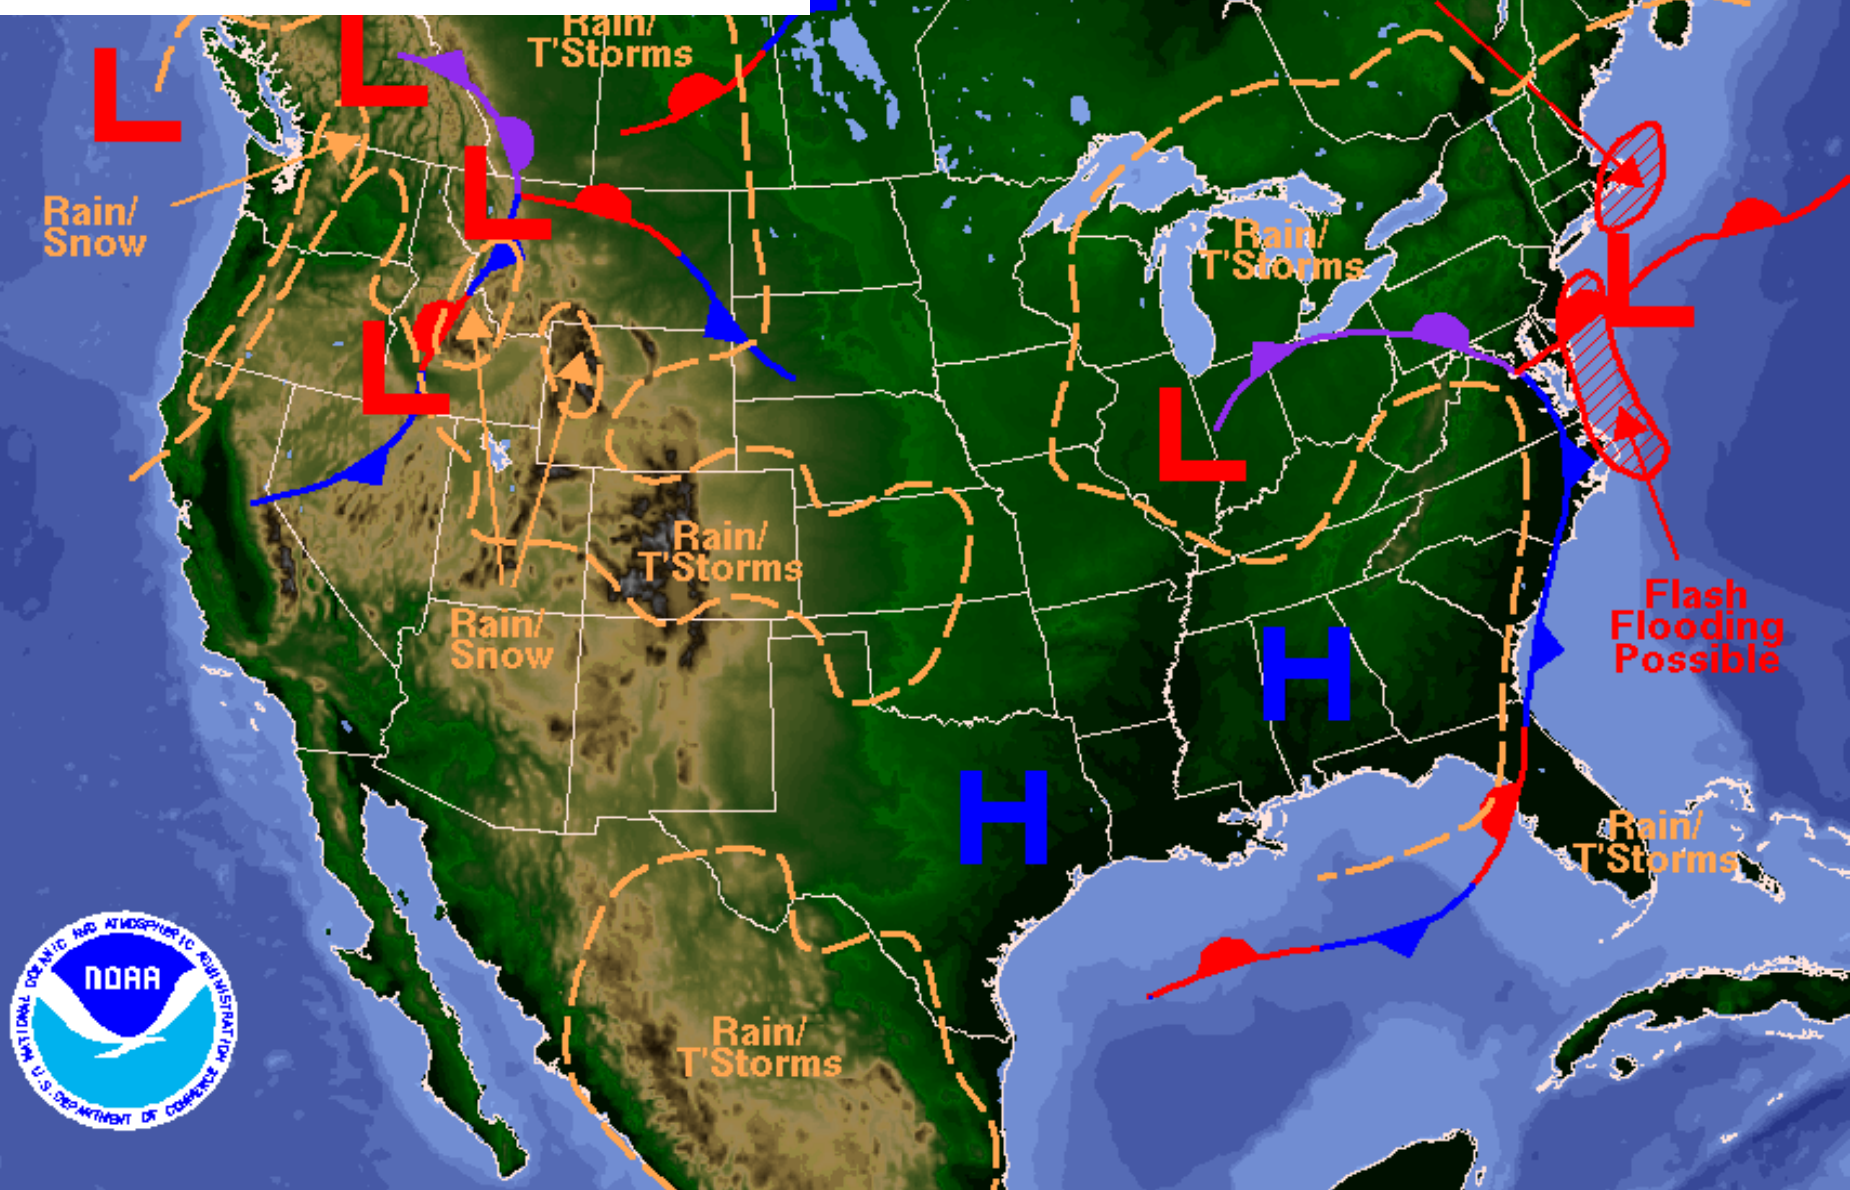 Rain/
T'Storms
L
L
L
Rain/
Snow
Rain/
T'Storms
L
L
L
Rain/
T'Storms
Flash
Flooding
Possible
Rain/
Snow
H
H
Rain/
T'Storms
NATIONAL OCEANIC AND ATMOSPHERIC ADMINISTRATION
NOAA
U.S. DEPARTMENT OF COMMERCE
Rain/
T'Storms